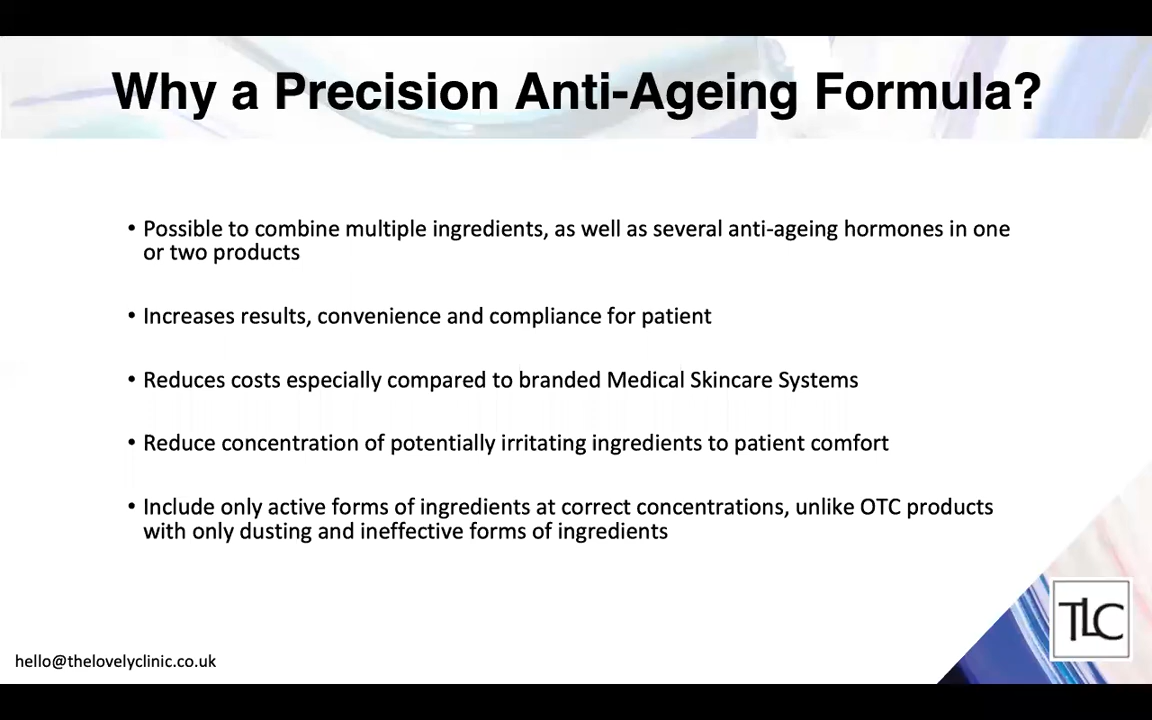 Why a Precision Anti-Ageing Formula?
• Possible to combine multiple ingredients, as well as several anti-ageing hormones in one
or two products
• Increases results, convenience and compliance for patient
• Reduces costs especially compared to branded Medical Skincare Systems
• Reduce concentration of potentially irritating ingredients to patient comfort
• Include only active forms of ingredients at correct concentrations, unlike OTC products
with only dusting and ineffective forms of ingredients
TLC
hello@thelovelyclinic.co.uk